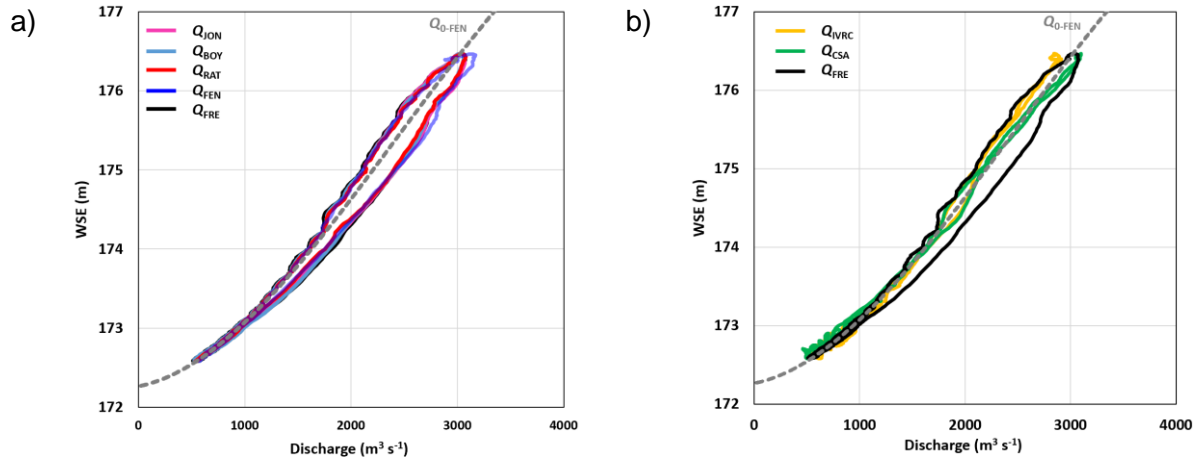 a)
Q0-FEN
QJON
QBOY
QRAT
QFEN
QFRE
177
176
175
174
173
172
WSE (m)
0 1000 2000 3000 4000
Discharge (m³ s⁻¹)
b)
Q0-FEN
QIVRC
QCSA
QFRE
177
176
175
174
173
172
WSE (m)
0 1000 2000 3000 4000
Discharge (m³ s⁻¹)